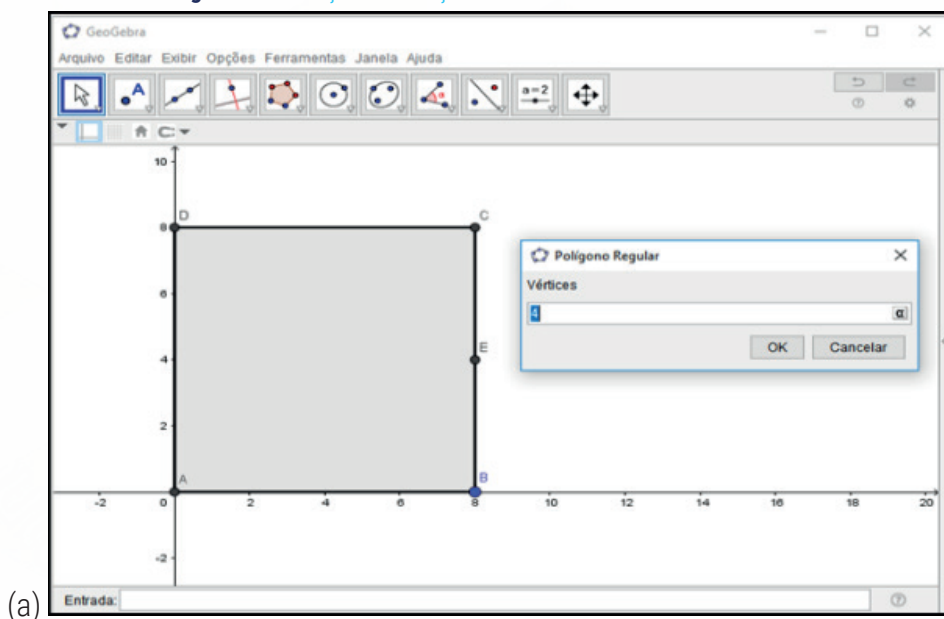 GeoGebra
Arquivo Editar Exibir Opções Ferramentas Janela Ajuda
A
α
a=2
10
D
C
8
Polígono Regular
Vértices
4
α
OK Cancelar
6
E
4
2
A
B
-2 0 2 4 6 8 10 12 14 16 18 20
-2
(a)
Entrada: